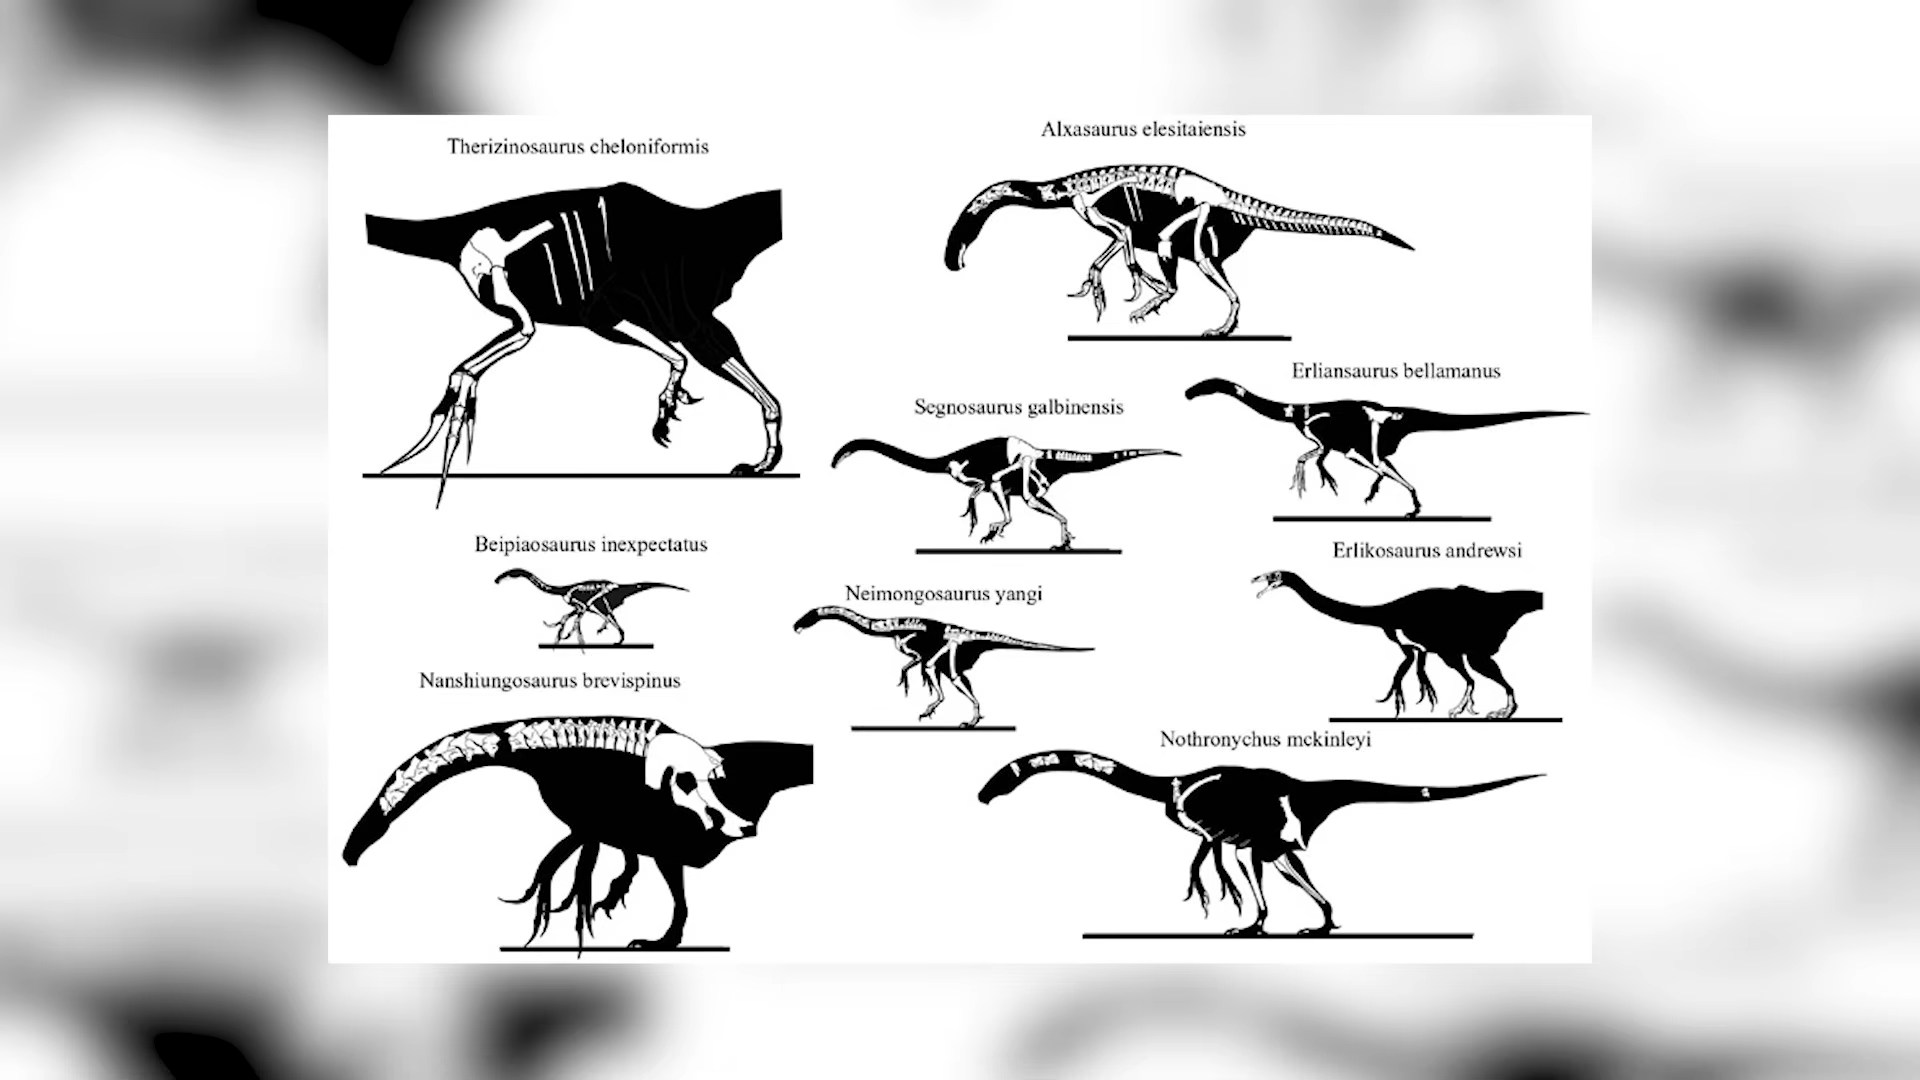 Therizinosaurus cheloniformis
Alxasaurus elesitaiensis
Erliansaurus bellamanus
Segnosaurus galbinensis
Beipiaosaurus inexpectatus
Erlikosaurus andrewsi
Neimongosaurus yangi
Nanshiungosaurus brevispinus
Nothronychus mckinleyi